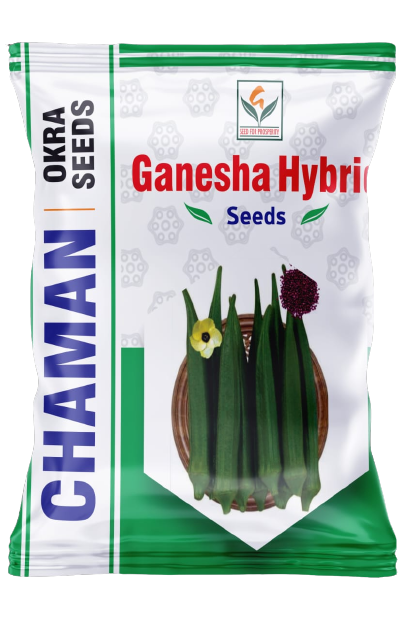 SEED FOR PROSPERITY
Ganesha Hybri
Seeds
CHAMAN
OKRA
SEEDS